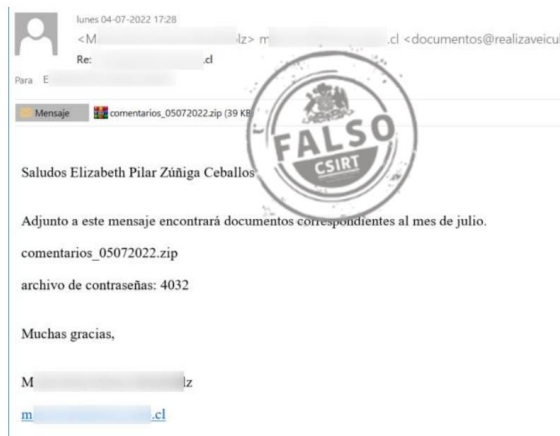 lunes 04-07-2022 17:28
<M lz> m .cl <documentos@realizaveicul
Re: .cl
Para E
Mensaje comentarios_05072022.zip (39 KB)
FALSO
CSIRT
Saludos Elizabeth Pilar Zúñiga Ceballos
Adjunto a este mensaje encontrará documentos correspondientes al mes de julio.
comentarios_05072022.zip
archivo de contraseñas: 4032
Muchas gracias,
M lz
m .cl